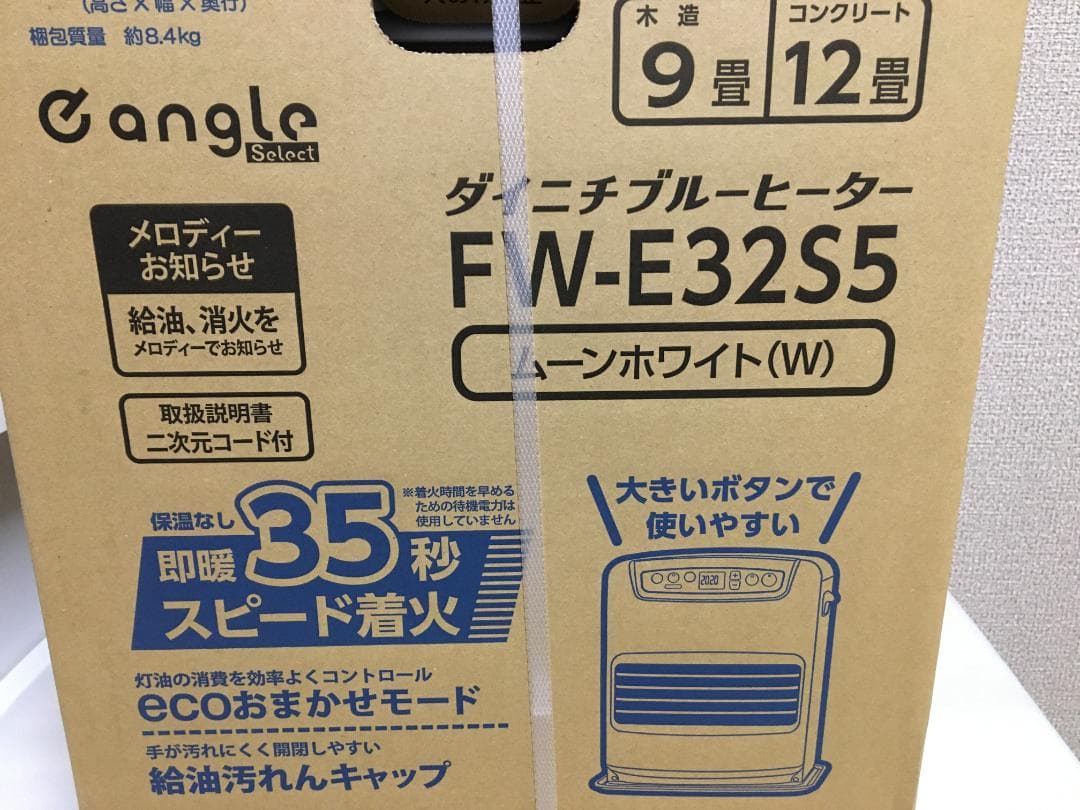 (高さ×幅×奥行)
梱包質量 約8.4kg
木造
9畳
コンクリート
12畳
e angle
Select
ダイニチブルーヒーター
FW-E32S5
ムーンホワイト(W)
メロディー
お知らせ
給油、消火を
メロディーでお知らせ
取扱説明書
二次元コード付
保温なし
※着火時間を早める
ための待機電力は
使用していません
即暖35秒
スピード着火
大きいボタンで
使いやすい
2020
灯油の消費を効率よくコントロール
ecoおまかせモード
手が汚れにくく開閉しやすい
給油汚れんキャップ